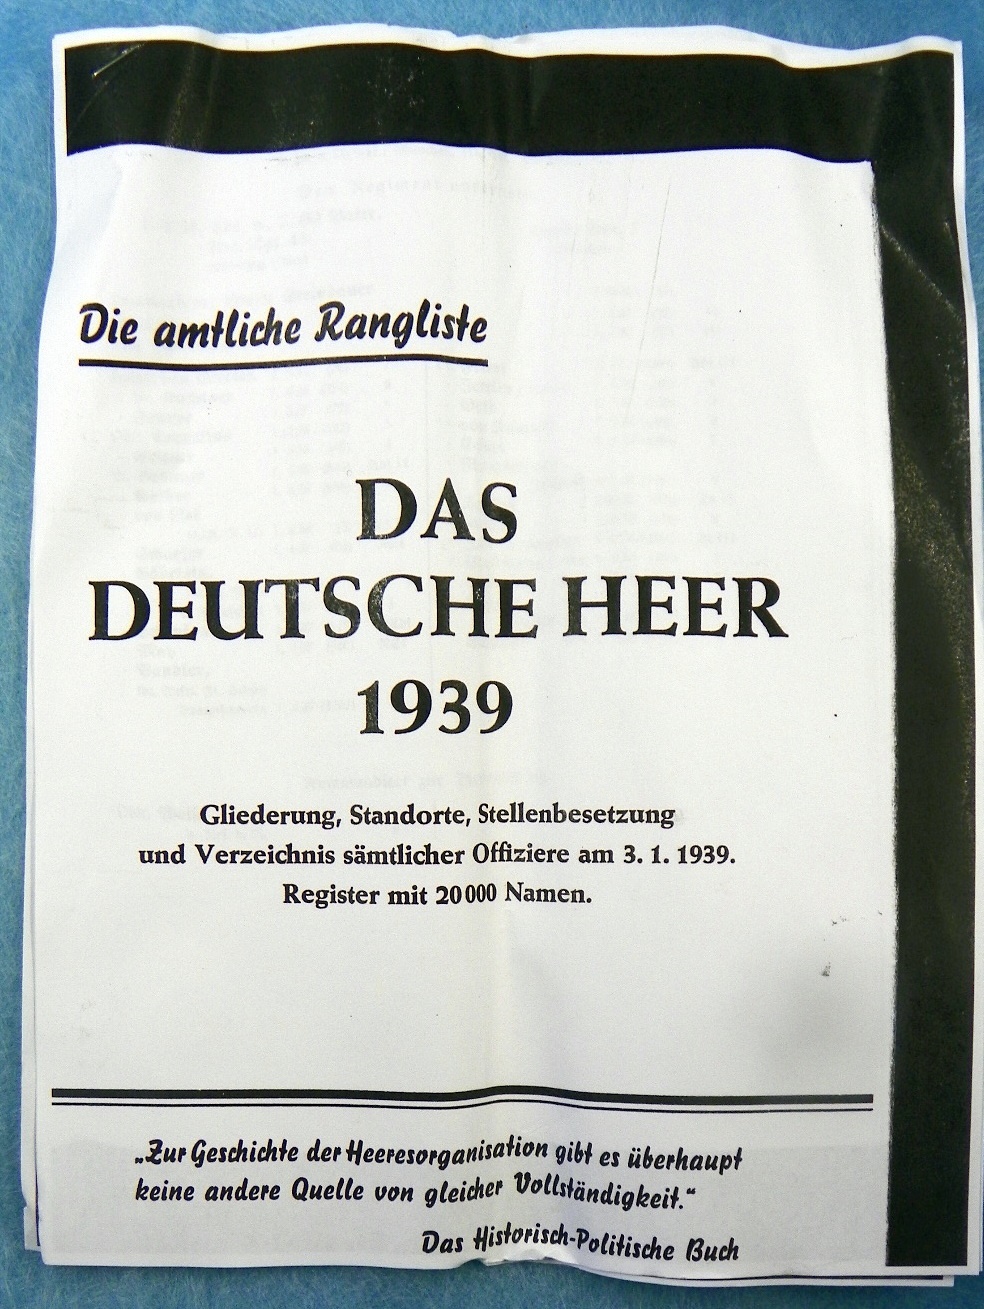 Die amtliche Rangliste
DAS
DEUTSCHE HEER
1939
Gliederung, Standorte, Stellenbesetzung
und Verzeichnis sämtlicher Offiziere am 3. 1. 1939.
Register mit 20 000 Namen.
„Zur Geschichte der Heeresorganisation gibt es überhaupt
keine andere Quelle von gleicher Vollständigkeit.“
Das Historisch-Politische Buch